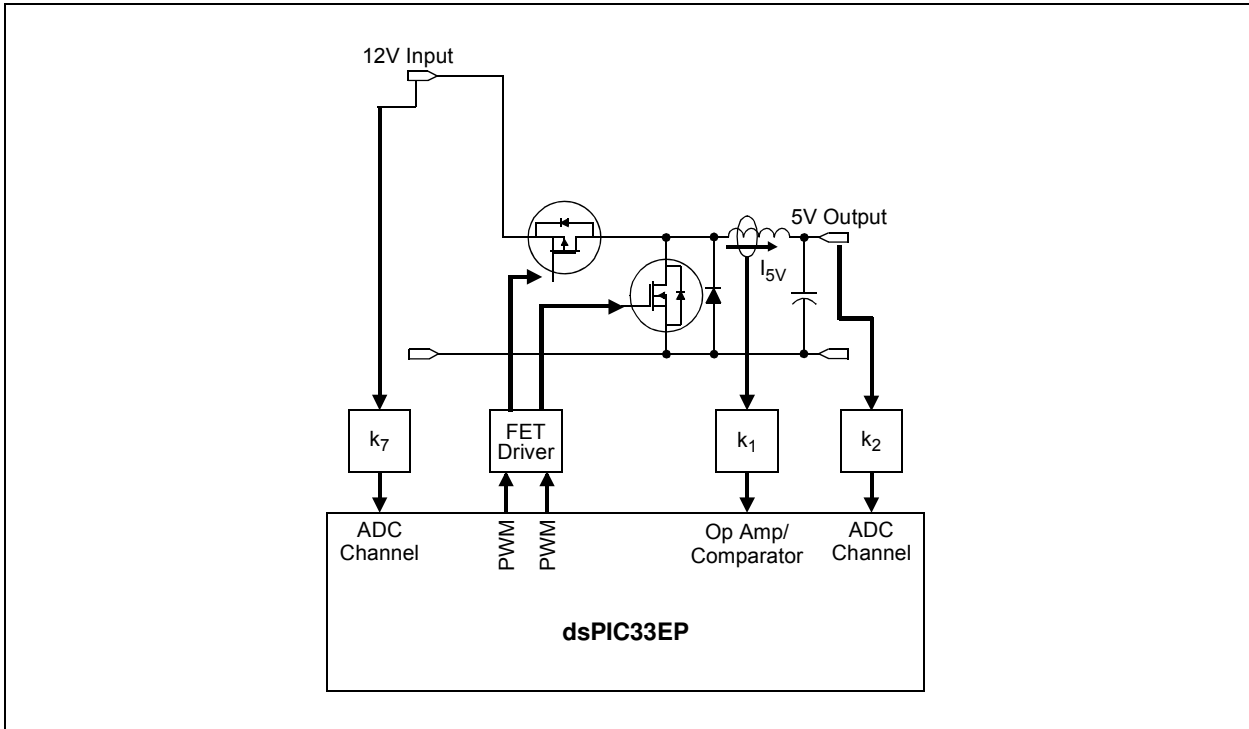 12V Input
5V Output
I5V
k7
FET
Driver
k1
k2
ADC
Channel
PWM
PWM
Op Amp/
Comparator
ADC
Channel
dsPIC33EP